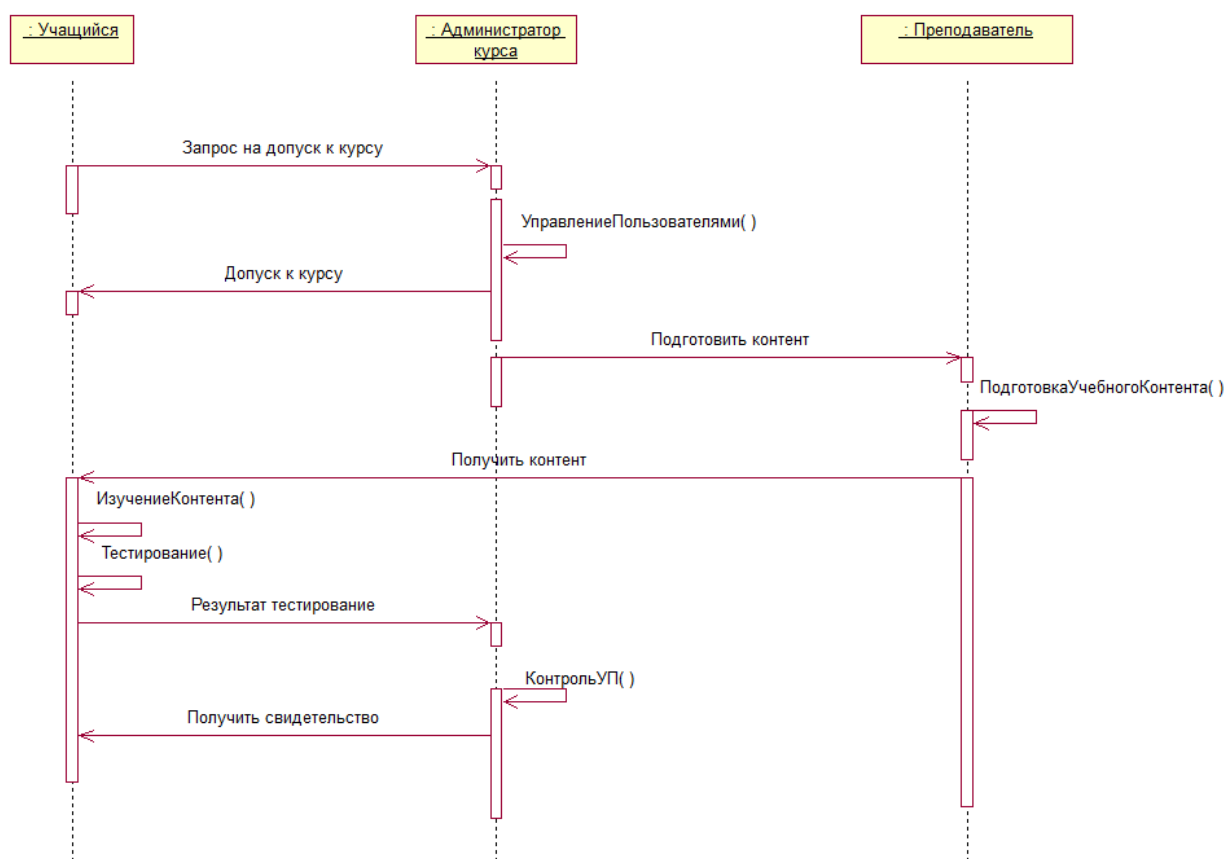 : Учащийся
: Администратор
курса
: Преподаватель
Запрос на допуск к курсу
УправлениеПользователями( )
Допуск к курсу
Подготовить контент
ПодготовкаУчебногоКонтента( )
Получить контент
ИзучениеКонтента( )
Тестирование( )
Результат тестирование
КонтрольУП( )
Получить свидетельство